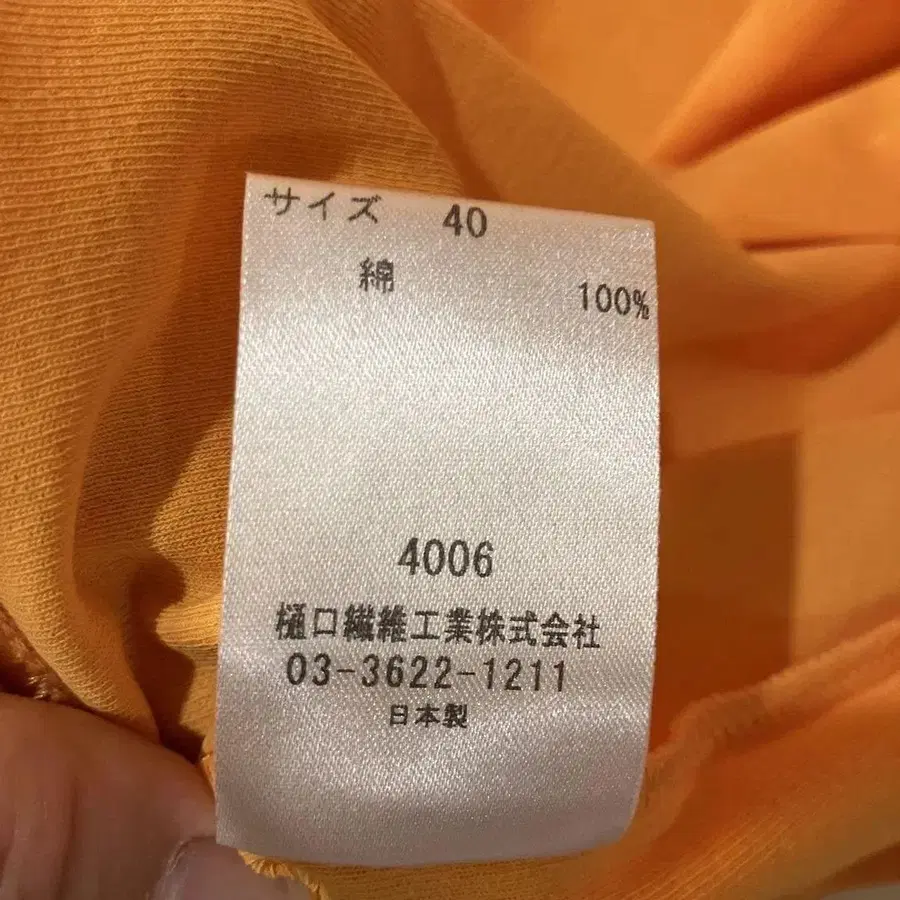 サイズ 40
綿 100%
4006
樋口繊維工業株式会社
03-3622-1211
日本製